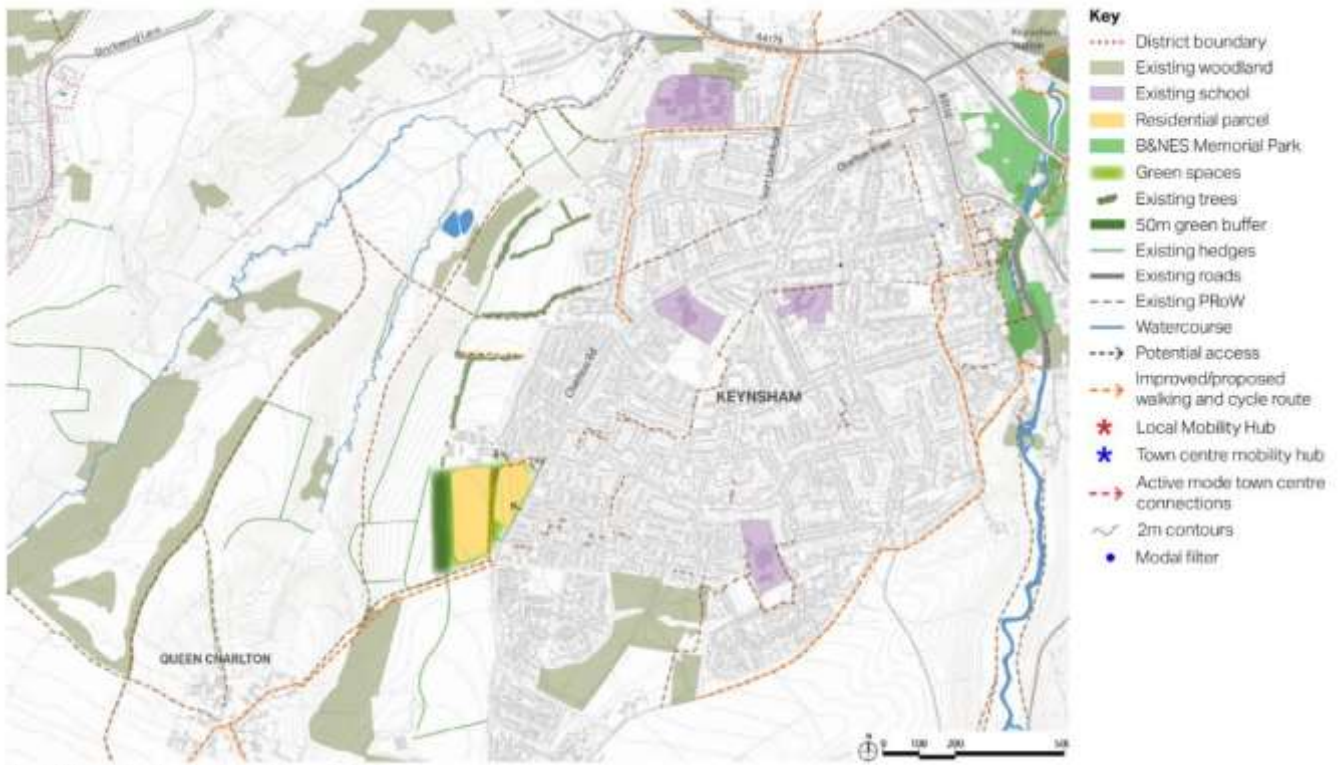 Key
District boundary
Existing woodland
Existing school
Residential parcel
B&NES Memorial Park
Green spaces
Existing trees
50m green buffer
Existing hedges
Existing roads
Existing PRoW
Watercourse
Potential access
Improved/proposed
walking and cycle route
Local Mobility Hub
Town centre mobility hub
Active mode town centre
connections
2m contours
Modal filter
Charlton Rd
KEYNSHAM
QUEEN CHARLTON
N
0 100 200